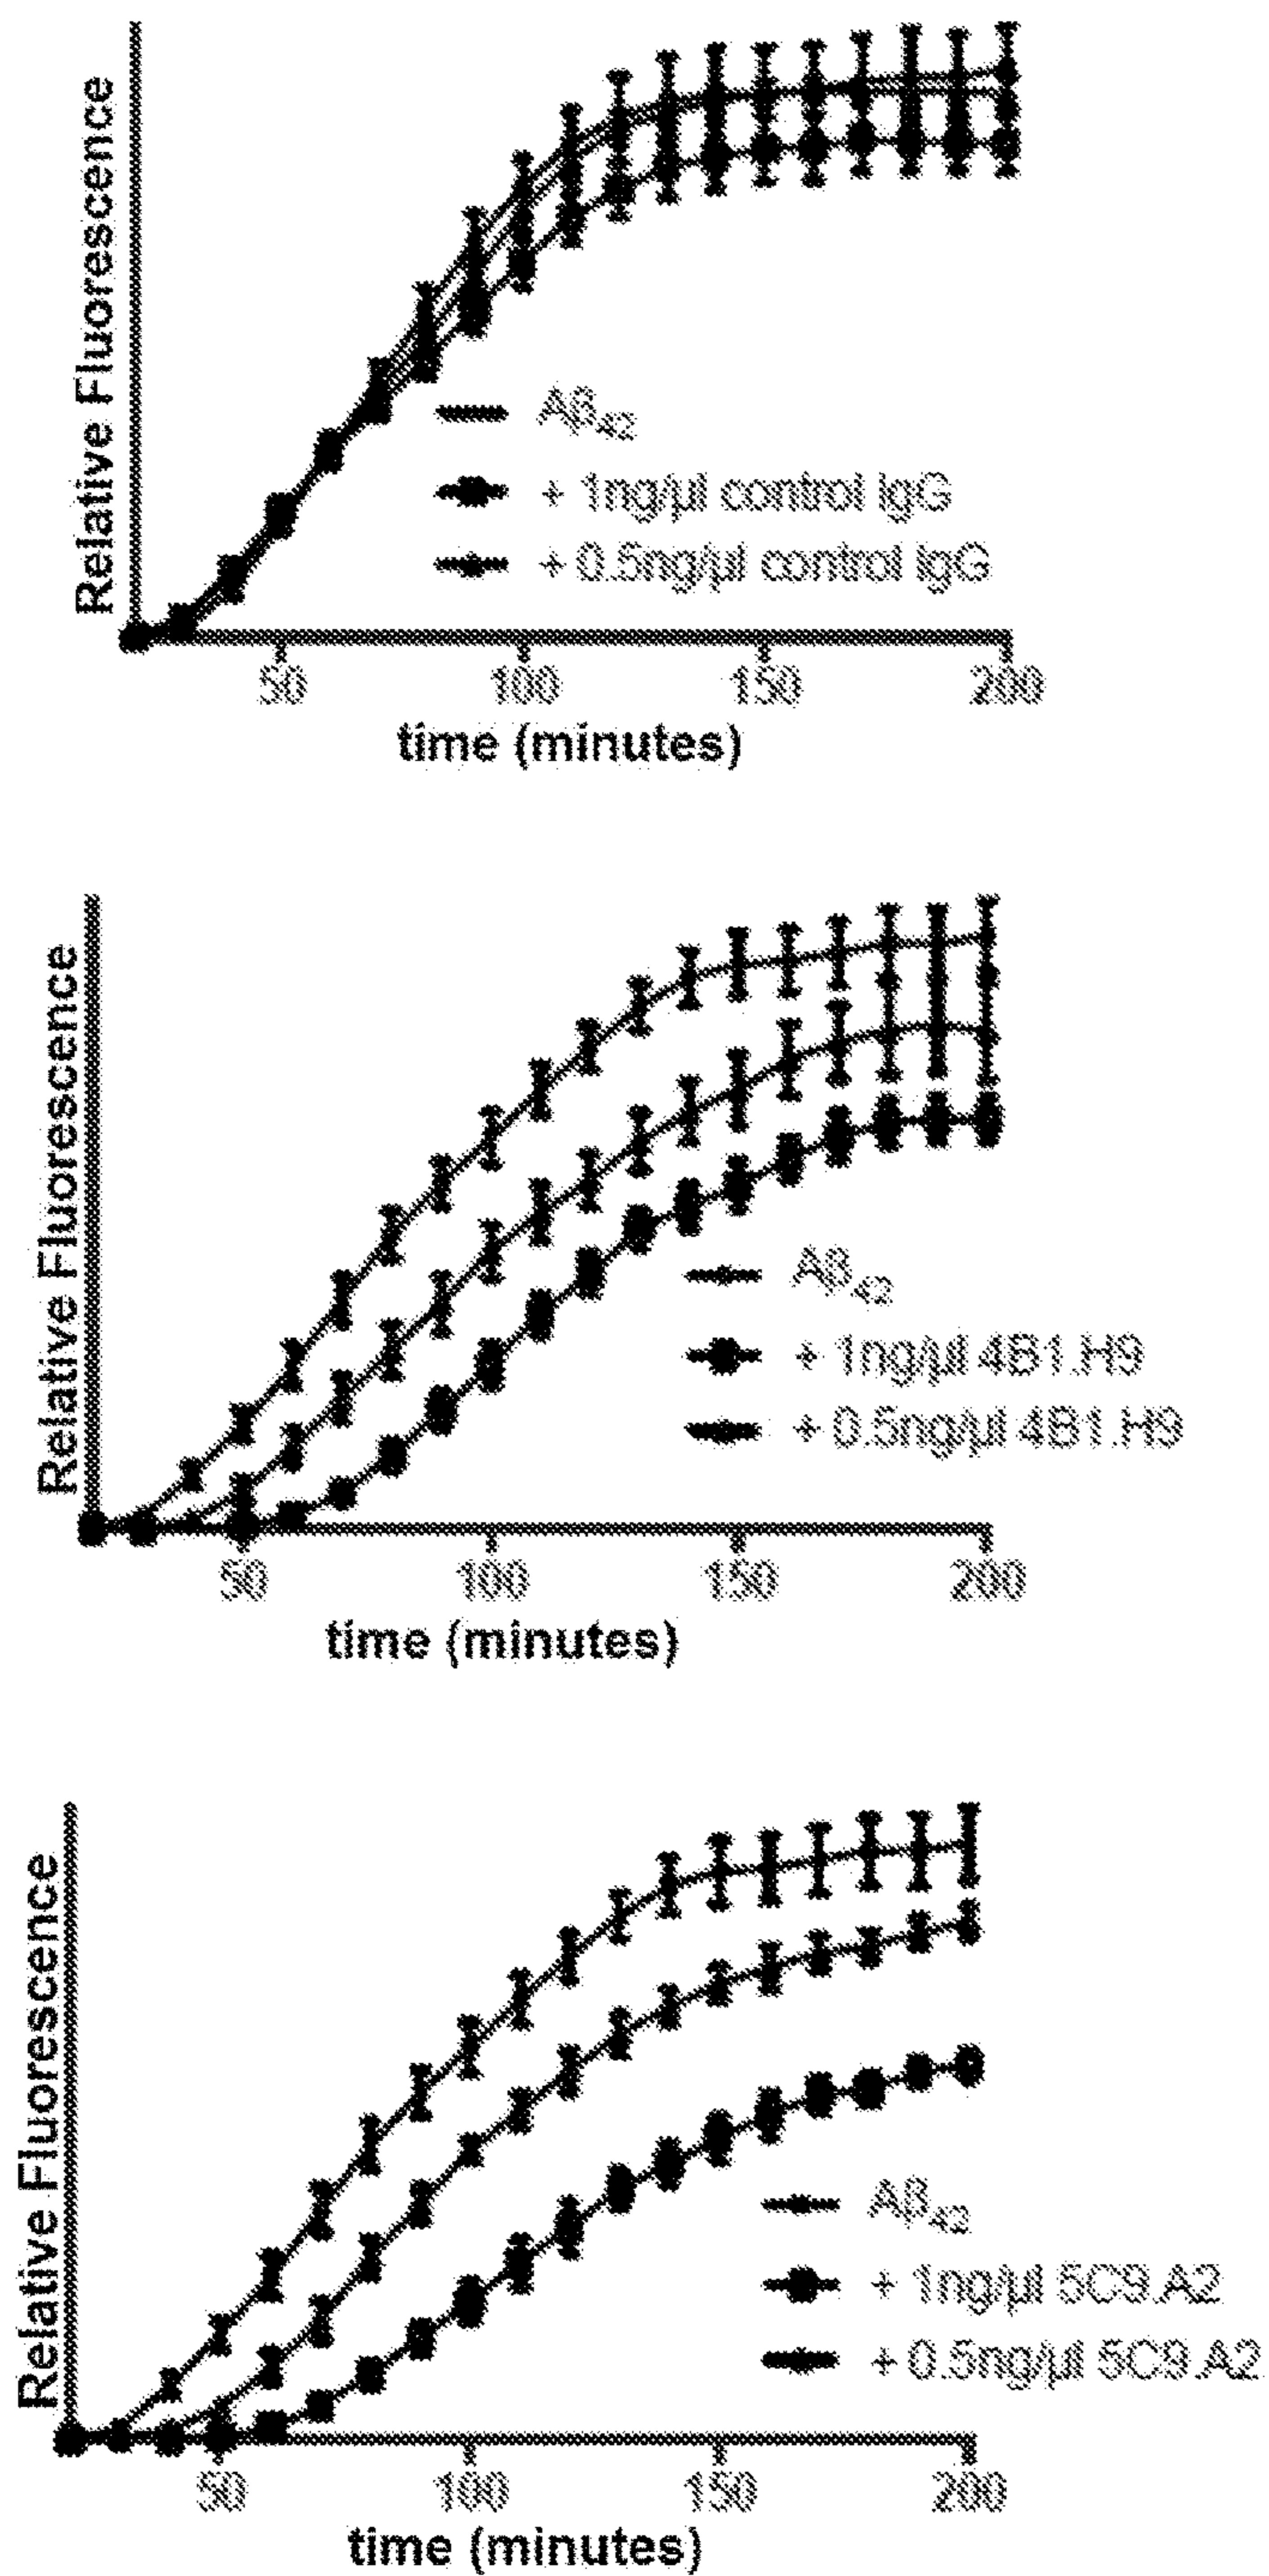 Relative Fluorescence
Aβ42
+ 1ng/µl control IgG
+ 0.5ng/µl control IgG
50 100 150 200
time (minutes)
Relative Fluorescence
Aβ42
+ 1ng/µl 4B1.H9
+ 0.5ng/µl 4B1.H9
50 100 150 200
time (minutes)
Relative Fluorescence
Aβ42
+ 1ng/µl 5C9.A2
+ 0.5ng/µl 5C9.A2
50 100 150 200
time (minutes)